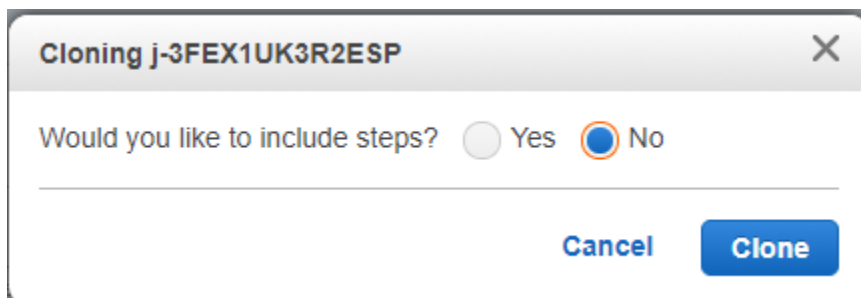 Cloning j-3FEX1UK3R2ESP
Would you like to include steps? Yes No
Cancel Clone